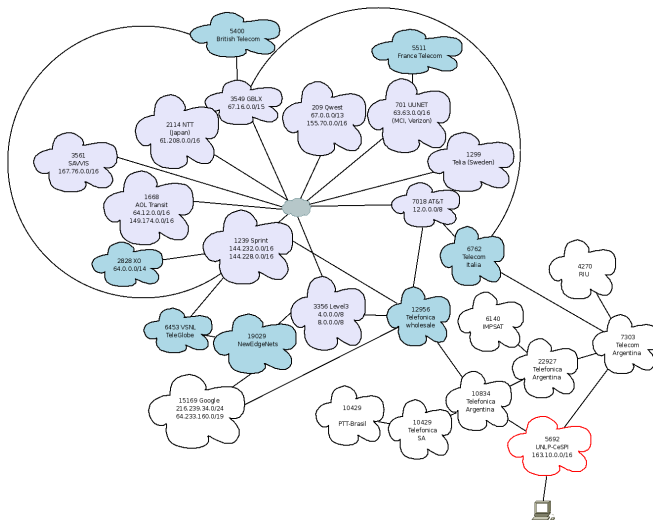 5400
British Telecom
5511
France Telecom
3549 GBLX
67.16.0.0/15
209 Qwest
67.0.0.0/13
155.70.0.0/16
701 UUNET
63.63.0.0/16
(MCI, Verizon)
2114 NTT
(Japan)
61.208.0.0/16
3561
SAVVIS
167.76.0.0/16
1299
Telia (Sweden)
1668
AOL Transit
64.12.0.0/16
149.174.0.0/16
7018 AT&T
12.0.0.0/8
1239 Sprint
144.232.0.0/16
144.228.0.0/16
6762
Telecom
Italia
2828 XO
64.0.0.0/14
4270
RIU
3356 Level3
4.0.0.0/8
8.0.0.0/8
12956
Telefonica
wholesale
6140
IMPSAT
6453 VSNL
TeleGlobe
19029
NewEdgeNets
7303
Telecom
Argentina
22927
Telefonica
Argentina
15169 Google
216.239.34.0/24
64.233.160.0/19
10834
Telefonica
Argentina
10429
PTT-Brasil
10429
Telefonica
SA
5692
UNLP-CeSPI
163.10.0.0/16